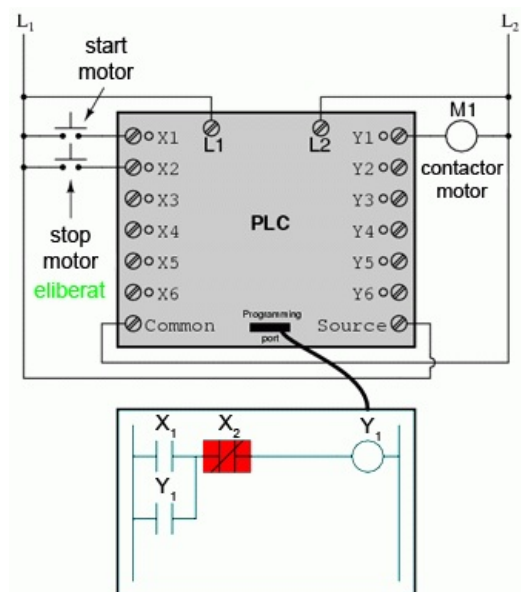 L1
L2
start
motor
M1
X1
L1
L2
Y1
X2
Y2
contactor
motor
X3
Y3
stop
motor
eliberat
X4
PLC
Y4
X5
Y5
X6
Y6
Common
Programming
port
Source
X1
X2
Y1
Y1